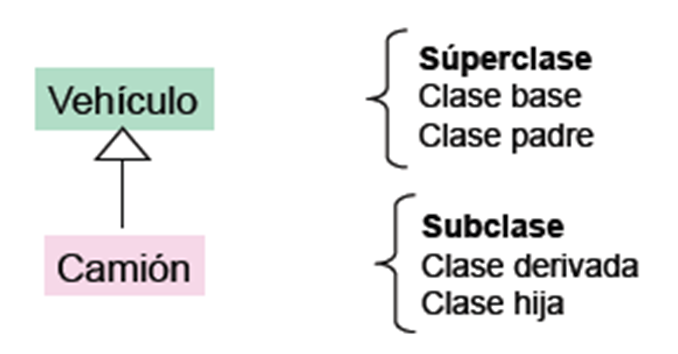 Vehículo
Súperclase
Clase base
Clase padre
Camión
Subclase
Clase derivada
Clase hija